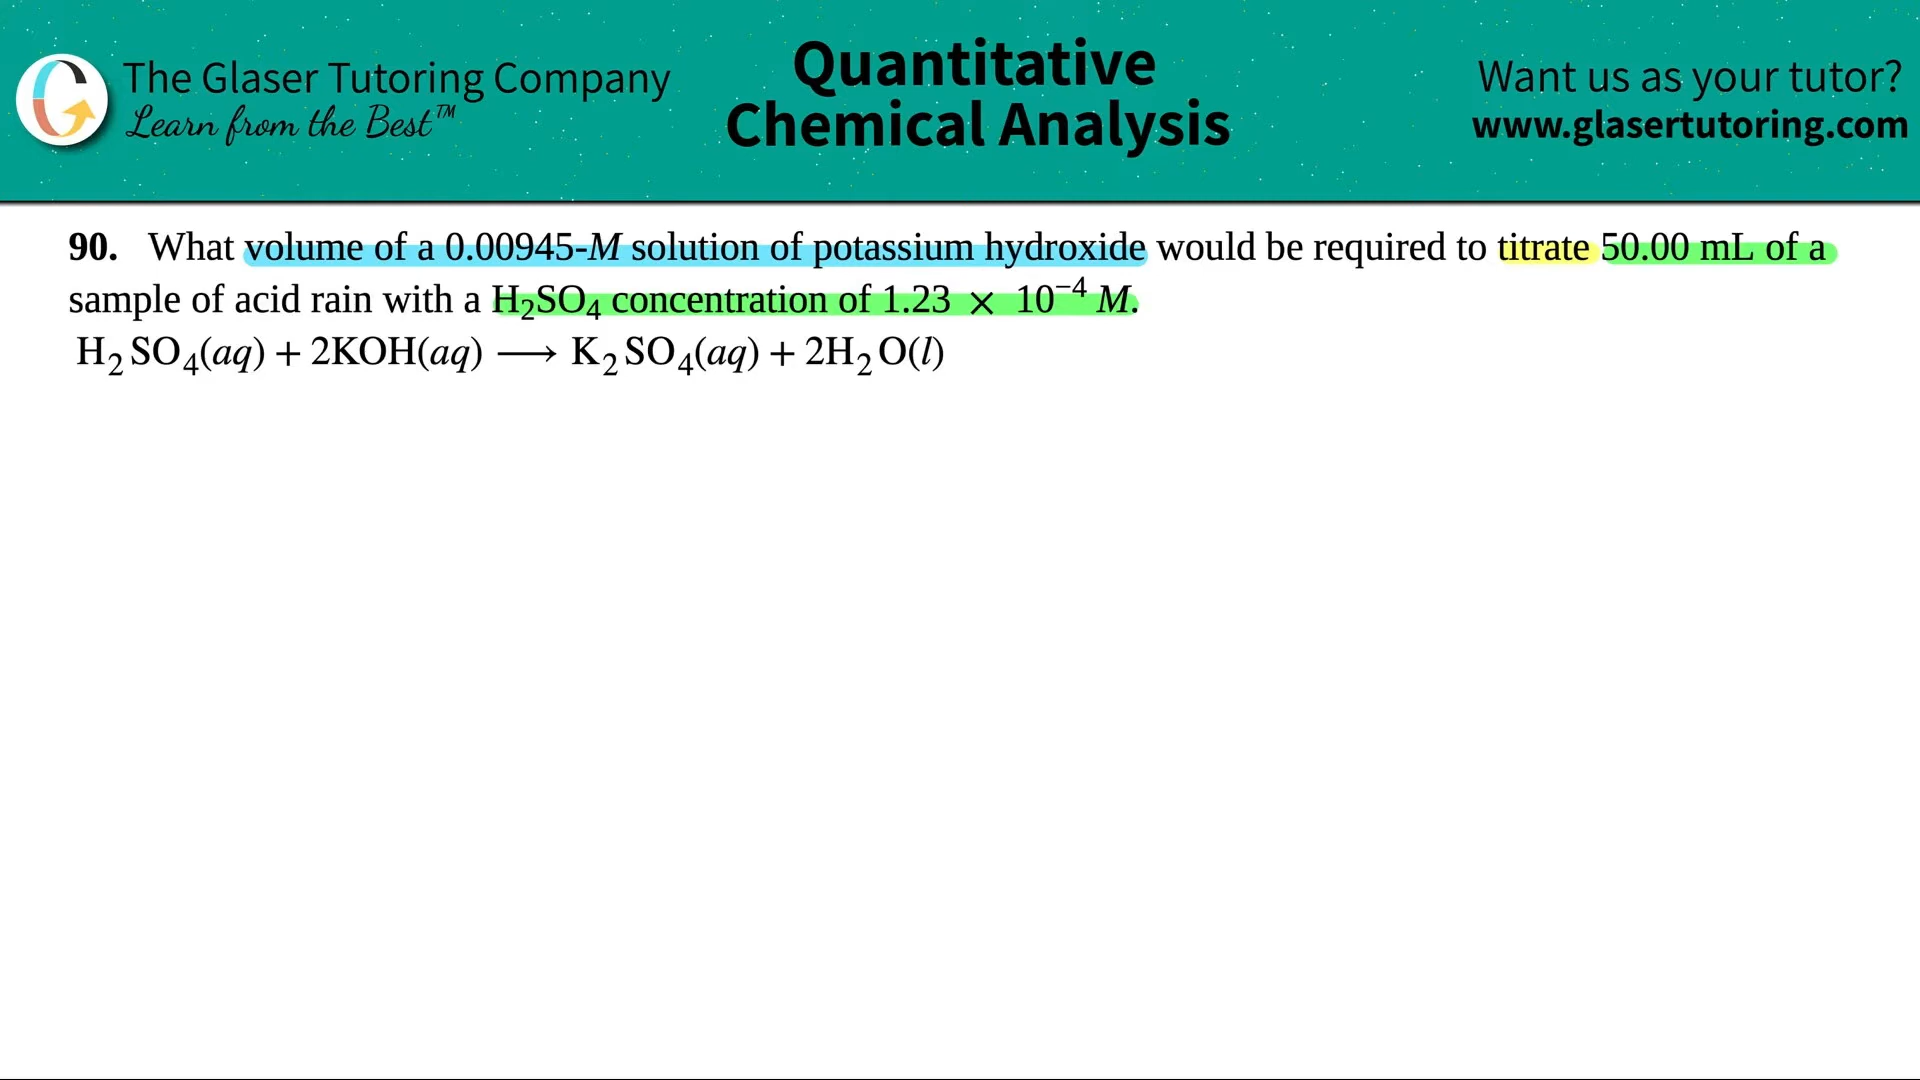 The Glaser Tutoring Company
Learn from the Best™
Quantitative
Chemical Analysis
Want us as your tutor?
www.glasertutoring.com
90. What volume of a 0.00945-M solution of potassium hydroxide would be required to titrate 50.00 mL of a
sample of acid rain with a H₂SO₄ concentration of 1.23 × 10⁻⁴ M.
H₂SO₄(aq) + 2KOH(aq) ⟶ K₂SO₄(aq) + 2H₂O(l)